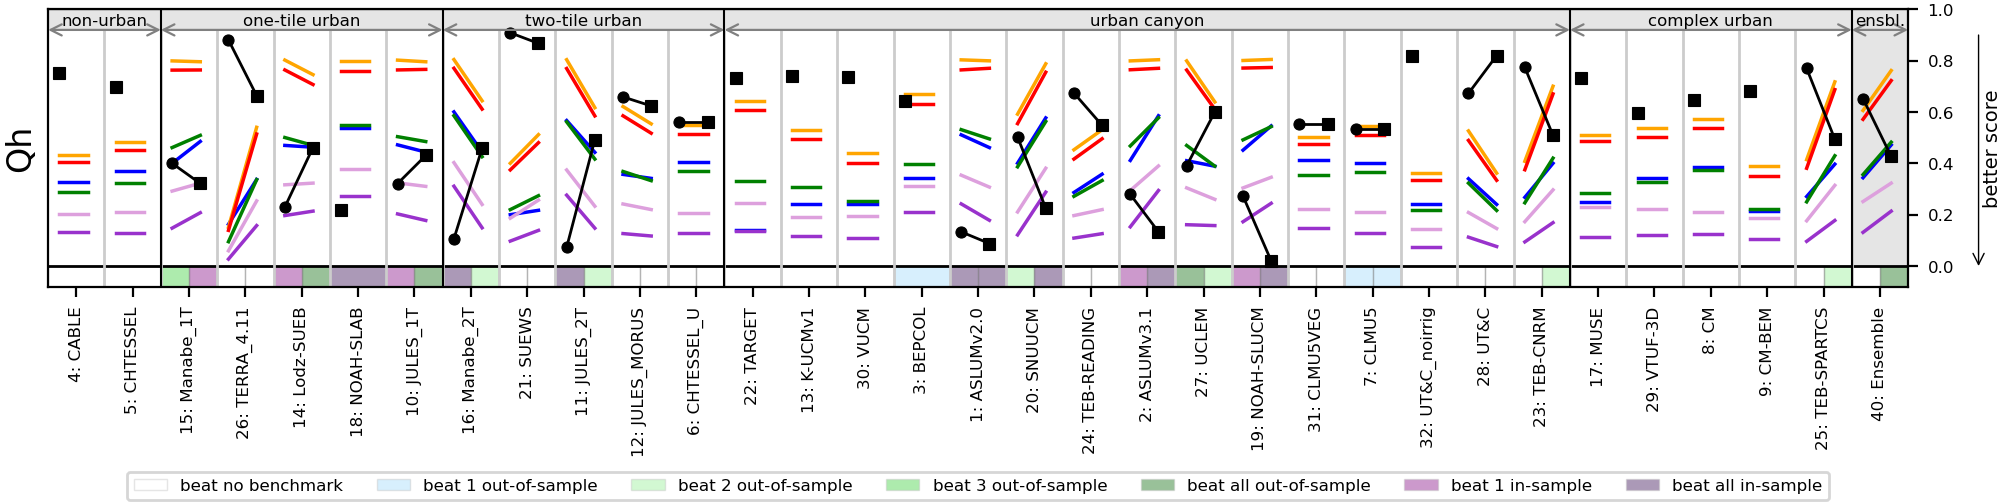 non-urban one-tile urban two-tile urban urban canyon complex urban ensbl.
Qh
1.0
0.8
0.6
0.4
0.2
0.0
better score
4: CABLE
5: CHTESSEL
15: Manabe_1T
26: TERRA_4.11
14: Lodz-SUEB
18: NOAH-SLAB
10: JULES_1T
16: Manabe_2T
21: SUEWS
11: JULES_2T
12: JULES_MORUS
6: CHTESSEL_U
22: TARGET
13: K-UCMv1
30: VUCM
3: BEPCOL
1: ASLUMv2.0
20: SNUUCM
24: TEB-READING
2: ASLUMv3.1
27: UCLEM
19: NOAH-SLUCM
31: CLMU5VEG
7: CLMU5
32: UT&C_noirrig
28: UT&C
23: TEB-CNRM
17: MUSE
29: VTUF-3D
8: CM
9: CM-BEM
25: TEB-SPARTCS
40: Ensemble
beat no benchmark beat 1 out-of-sample beat 2 out-of-sample beat 3 out-of-sample beat all out-of-sample beat 1 in-sample beat all in-sample